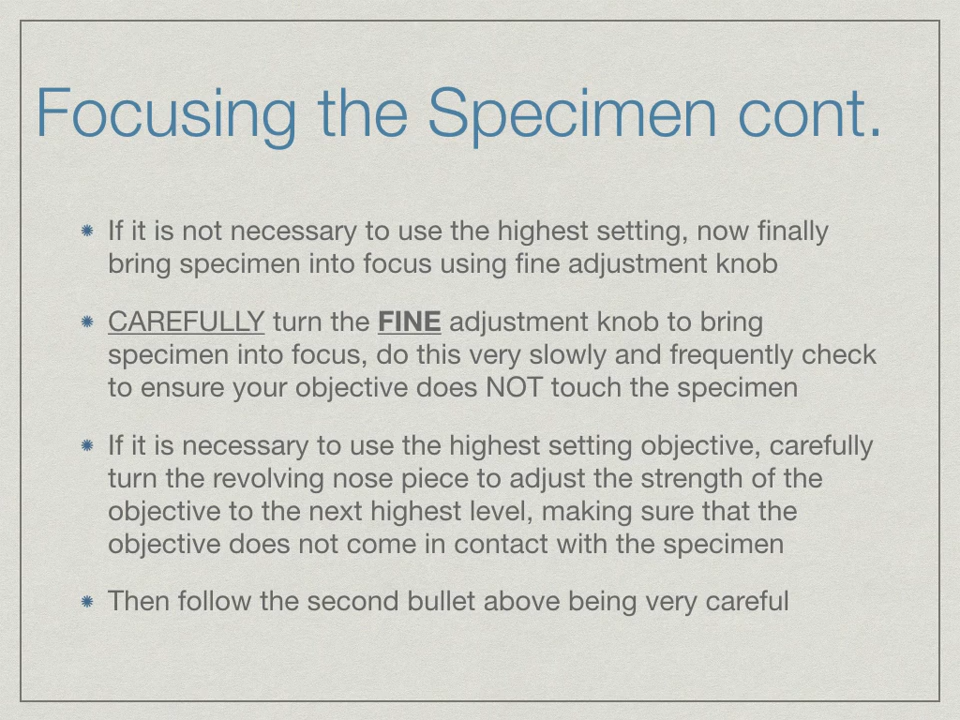 Focusing the Specimen cont.
If it is not necessary to use the highest setting, now finally
bring specimen into focus using fine adjustment knob
CAREFULLY turn the FINE adjustment knob to bring
specimen into focus, do this very slowly and frequently check
to ensure your objective does NOT touch the specimen
If it is necessary to use the highest setting objective, carefully
turn the revolving nose piece to adjust the strength of the
objective to the next highest level, making sure that the
objective does not come in contact with the specimen
Then follow the second bullet above being very careful